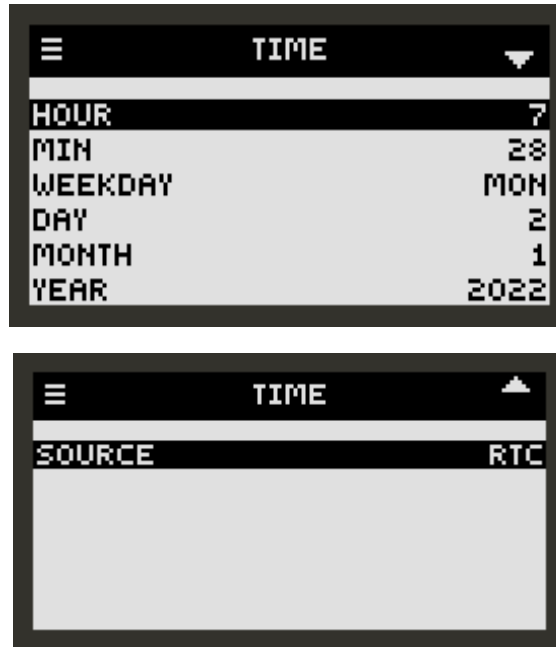 TIME
HOUR 7
MIN 28
WEEKDAY MON
DAY 2
MONTH 1
YEAR 2022
TIME
SOURCE RTC